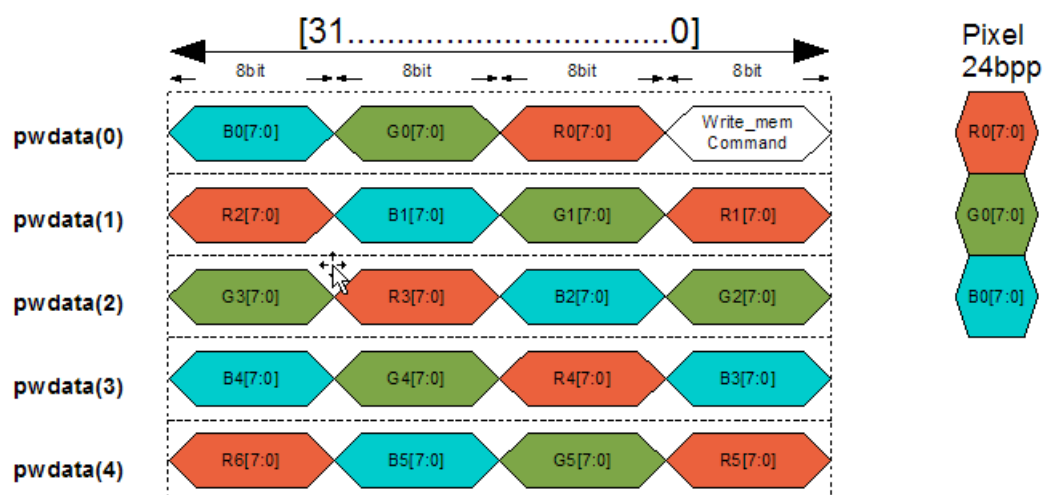 [31..............................0]
Pixel
24bpp
8bit 8bit 8bit 8bit
pwdata(0) B0[7:0] G0[7:0] R0[7:0] Write_mem Command R0[7:0]
pwdata(1) R2[7:0] B1[7:0] G1[7:0] R1[7:0] G0[7:0]
pwdata(2) G3[7:0] R3[7:0] B2[7:0] G2[7:0] B0[7:0]
pwdata(3) B4[7:0] G4[7:0] R4[7:0] B3[7:0]
pwdata(4) R6[7:0] B5[7:0] G5[7:0] R5[7:0]